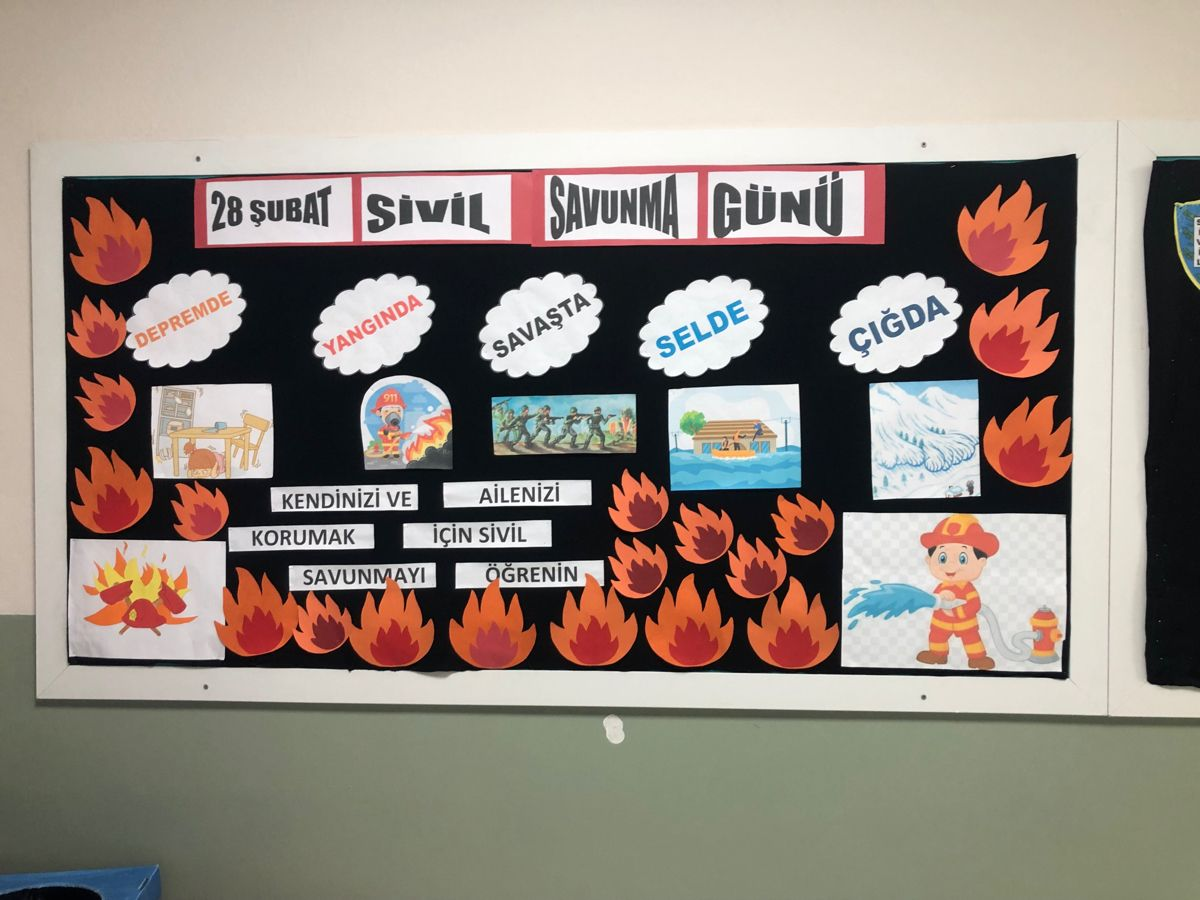 28 ŞUBAT SİVİL SAVUNMA GÜNÜ
DEPREMDE YANGINDA SAVAŞTA SELDE ÇIĞDA
911
KENDİNİZİ VE AİLENİZİ
KORUMAK İÇİN SİVİL
SAVUNMAYI ÖĞRENİN